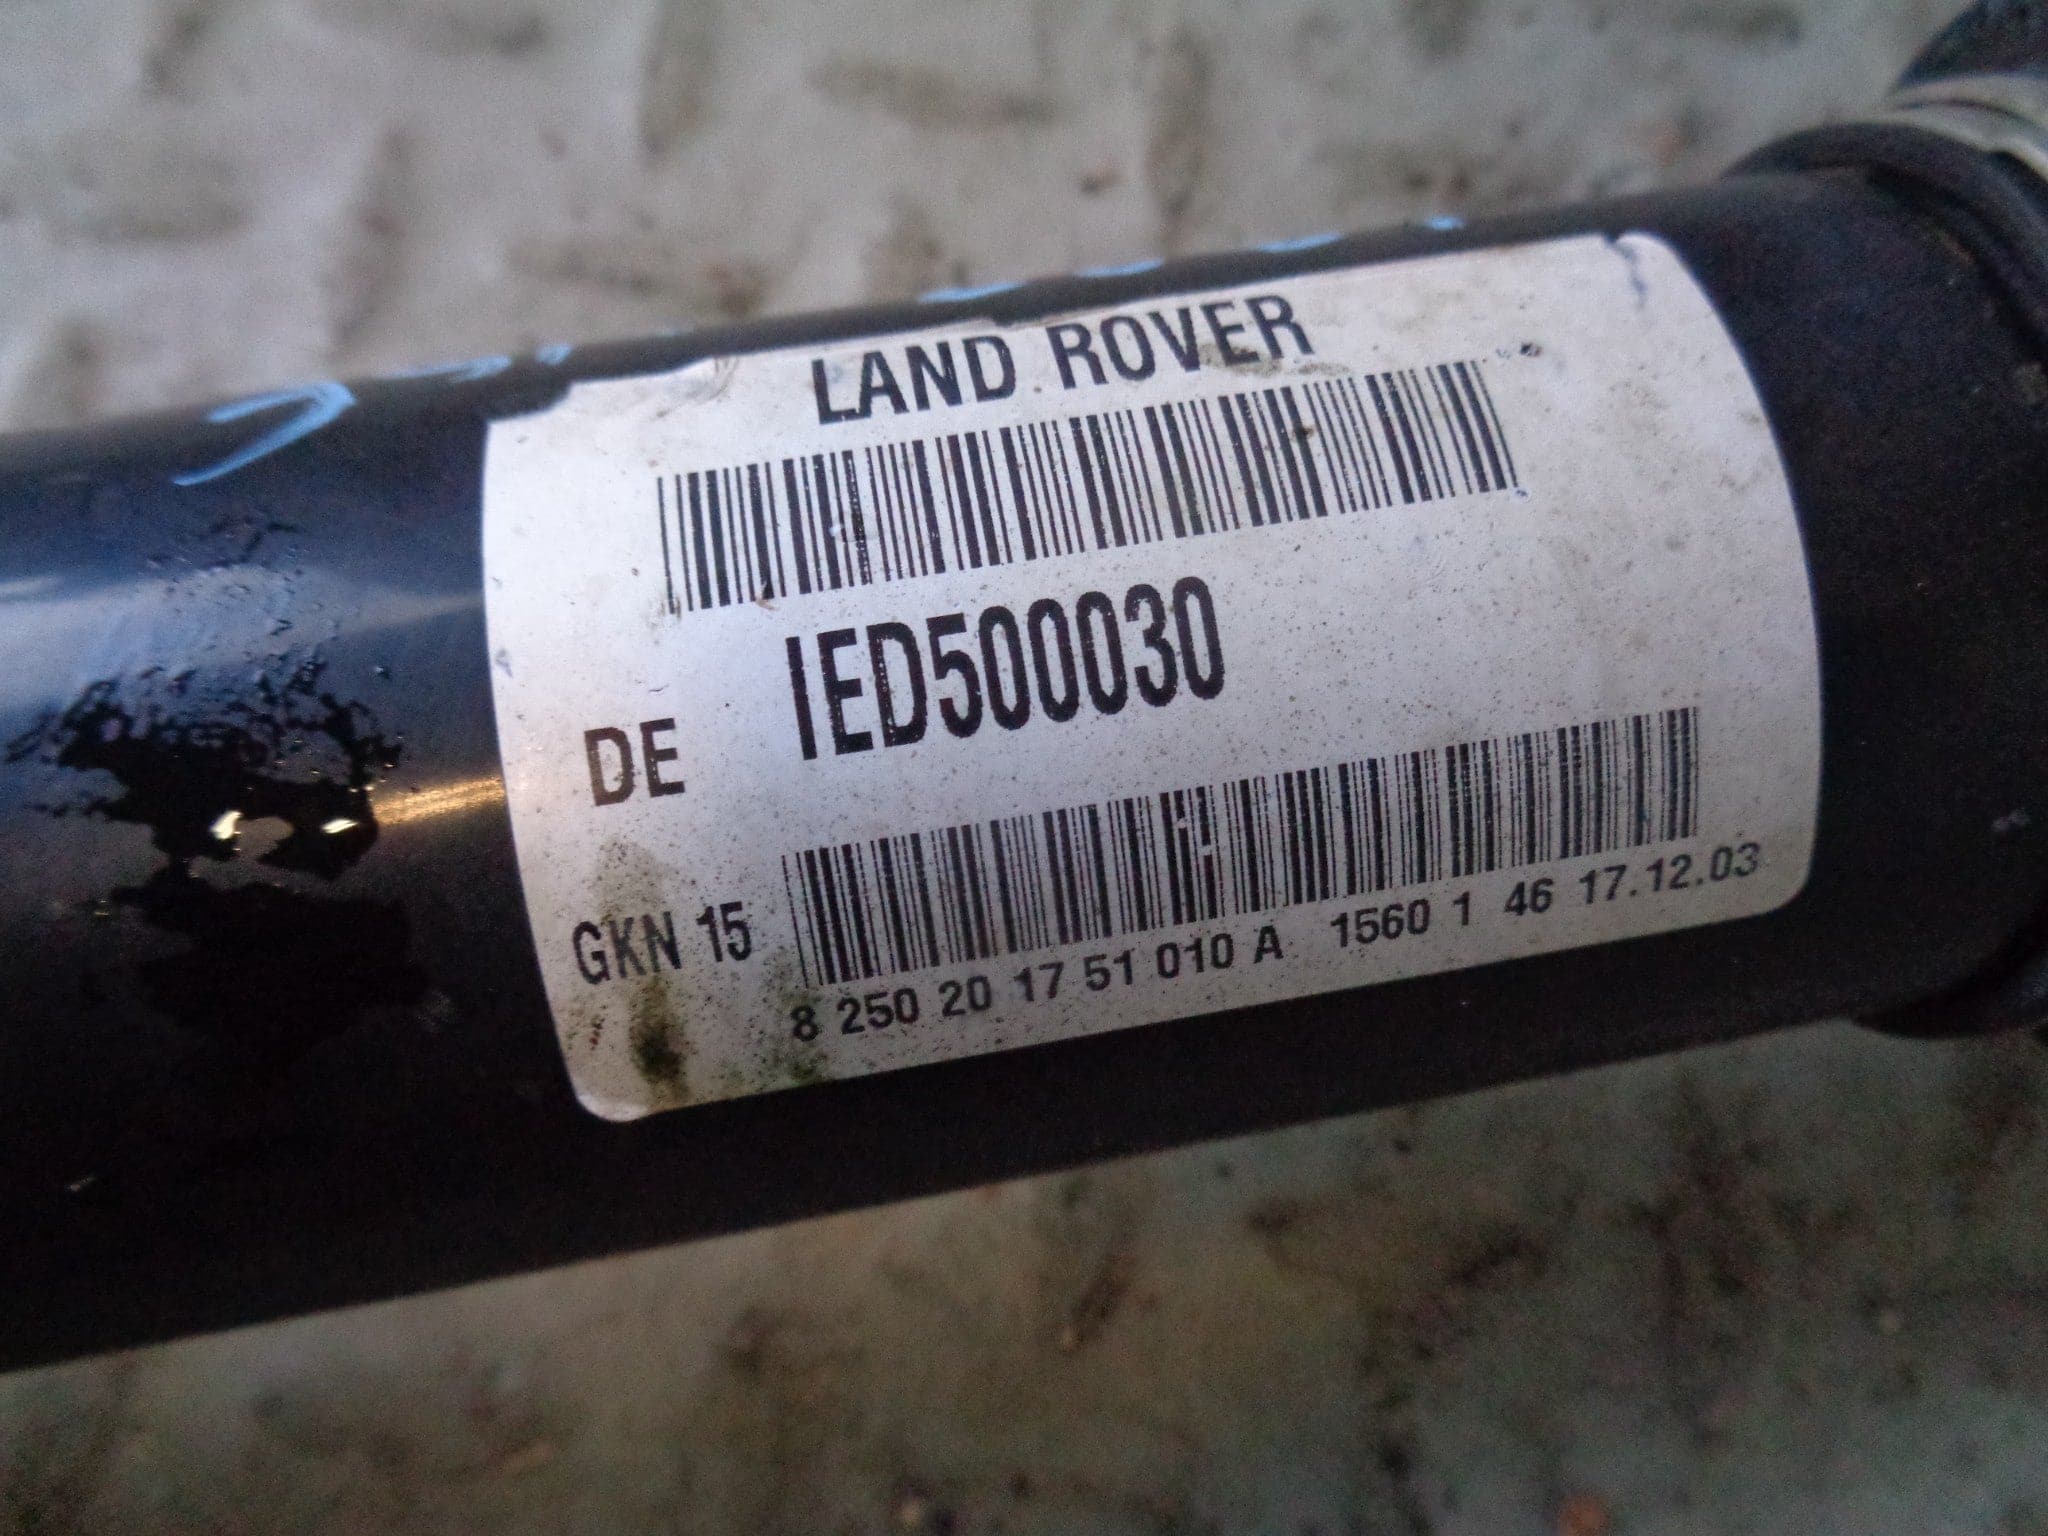 LAND ROVER
DE IED500030
GKN 15
8 250 20 17 51 010 A 1560 1 46 17.12.03